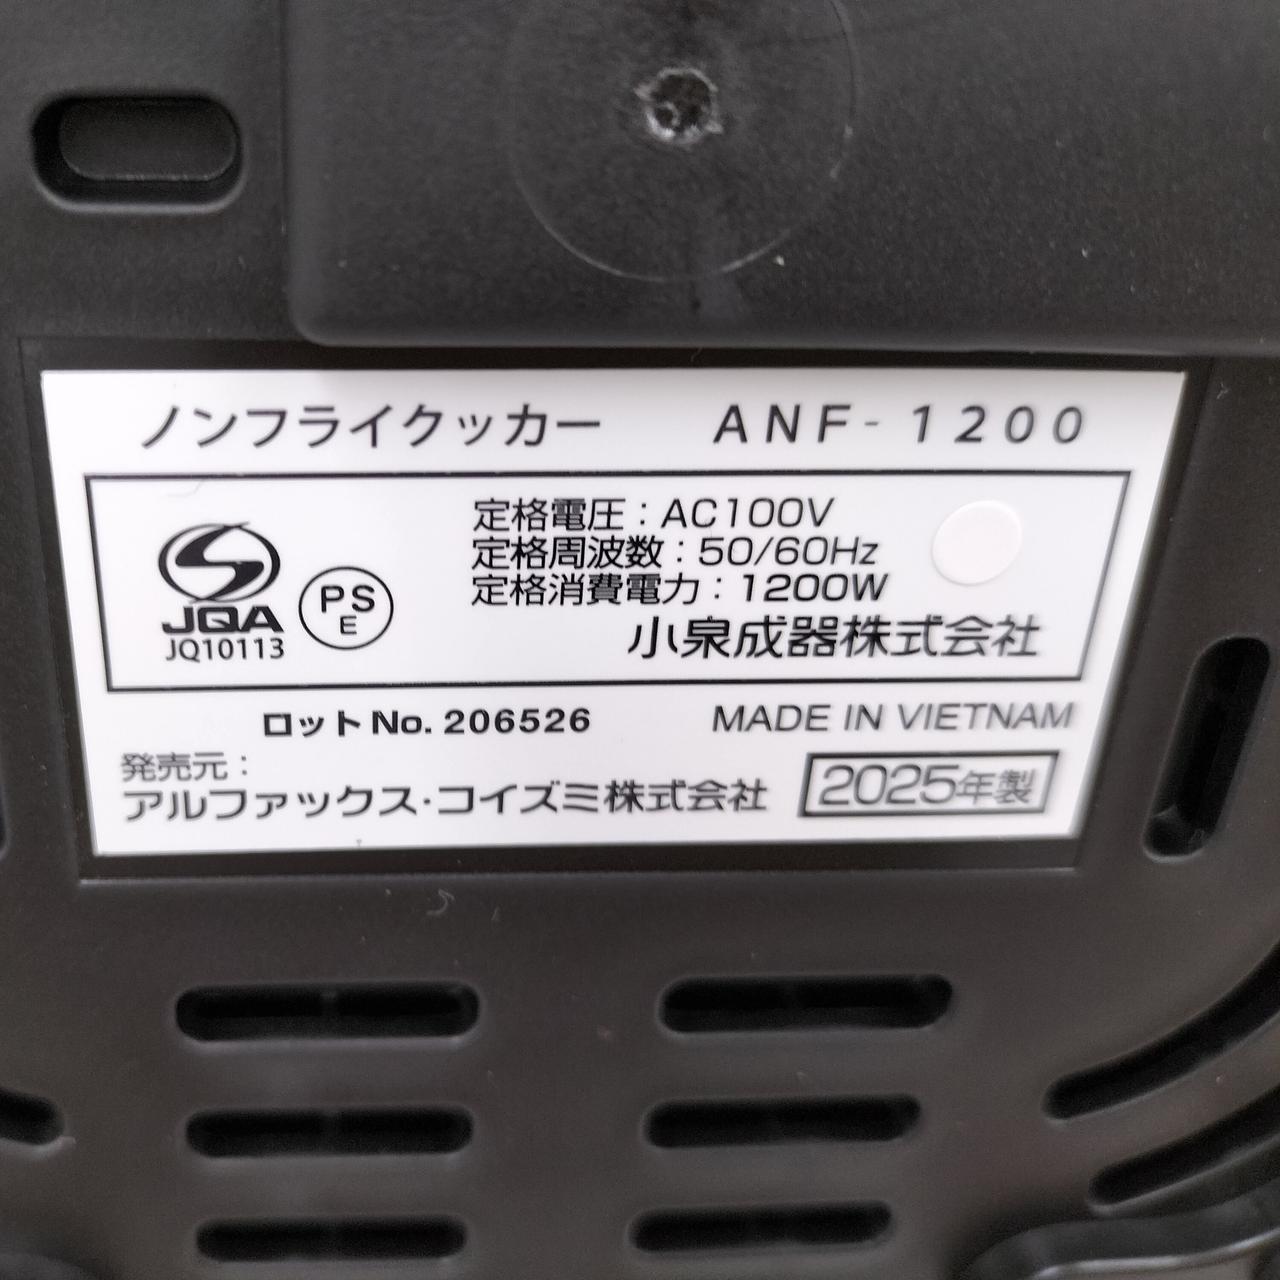 ノンフライクッカー ANF-1200
定格電圧:AC100V
定格周波数:50/60Hz
定格消費電力:1200W
小泉成器株式会社
JQA
JQ10113
PS
E
ロットNo. 206526 MADE IN VIETNAM
発売元:
アルファックス・コイズミ株式会社 2025年製